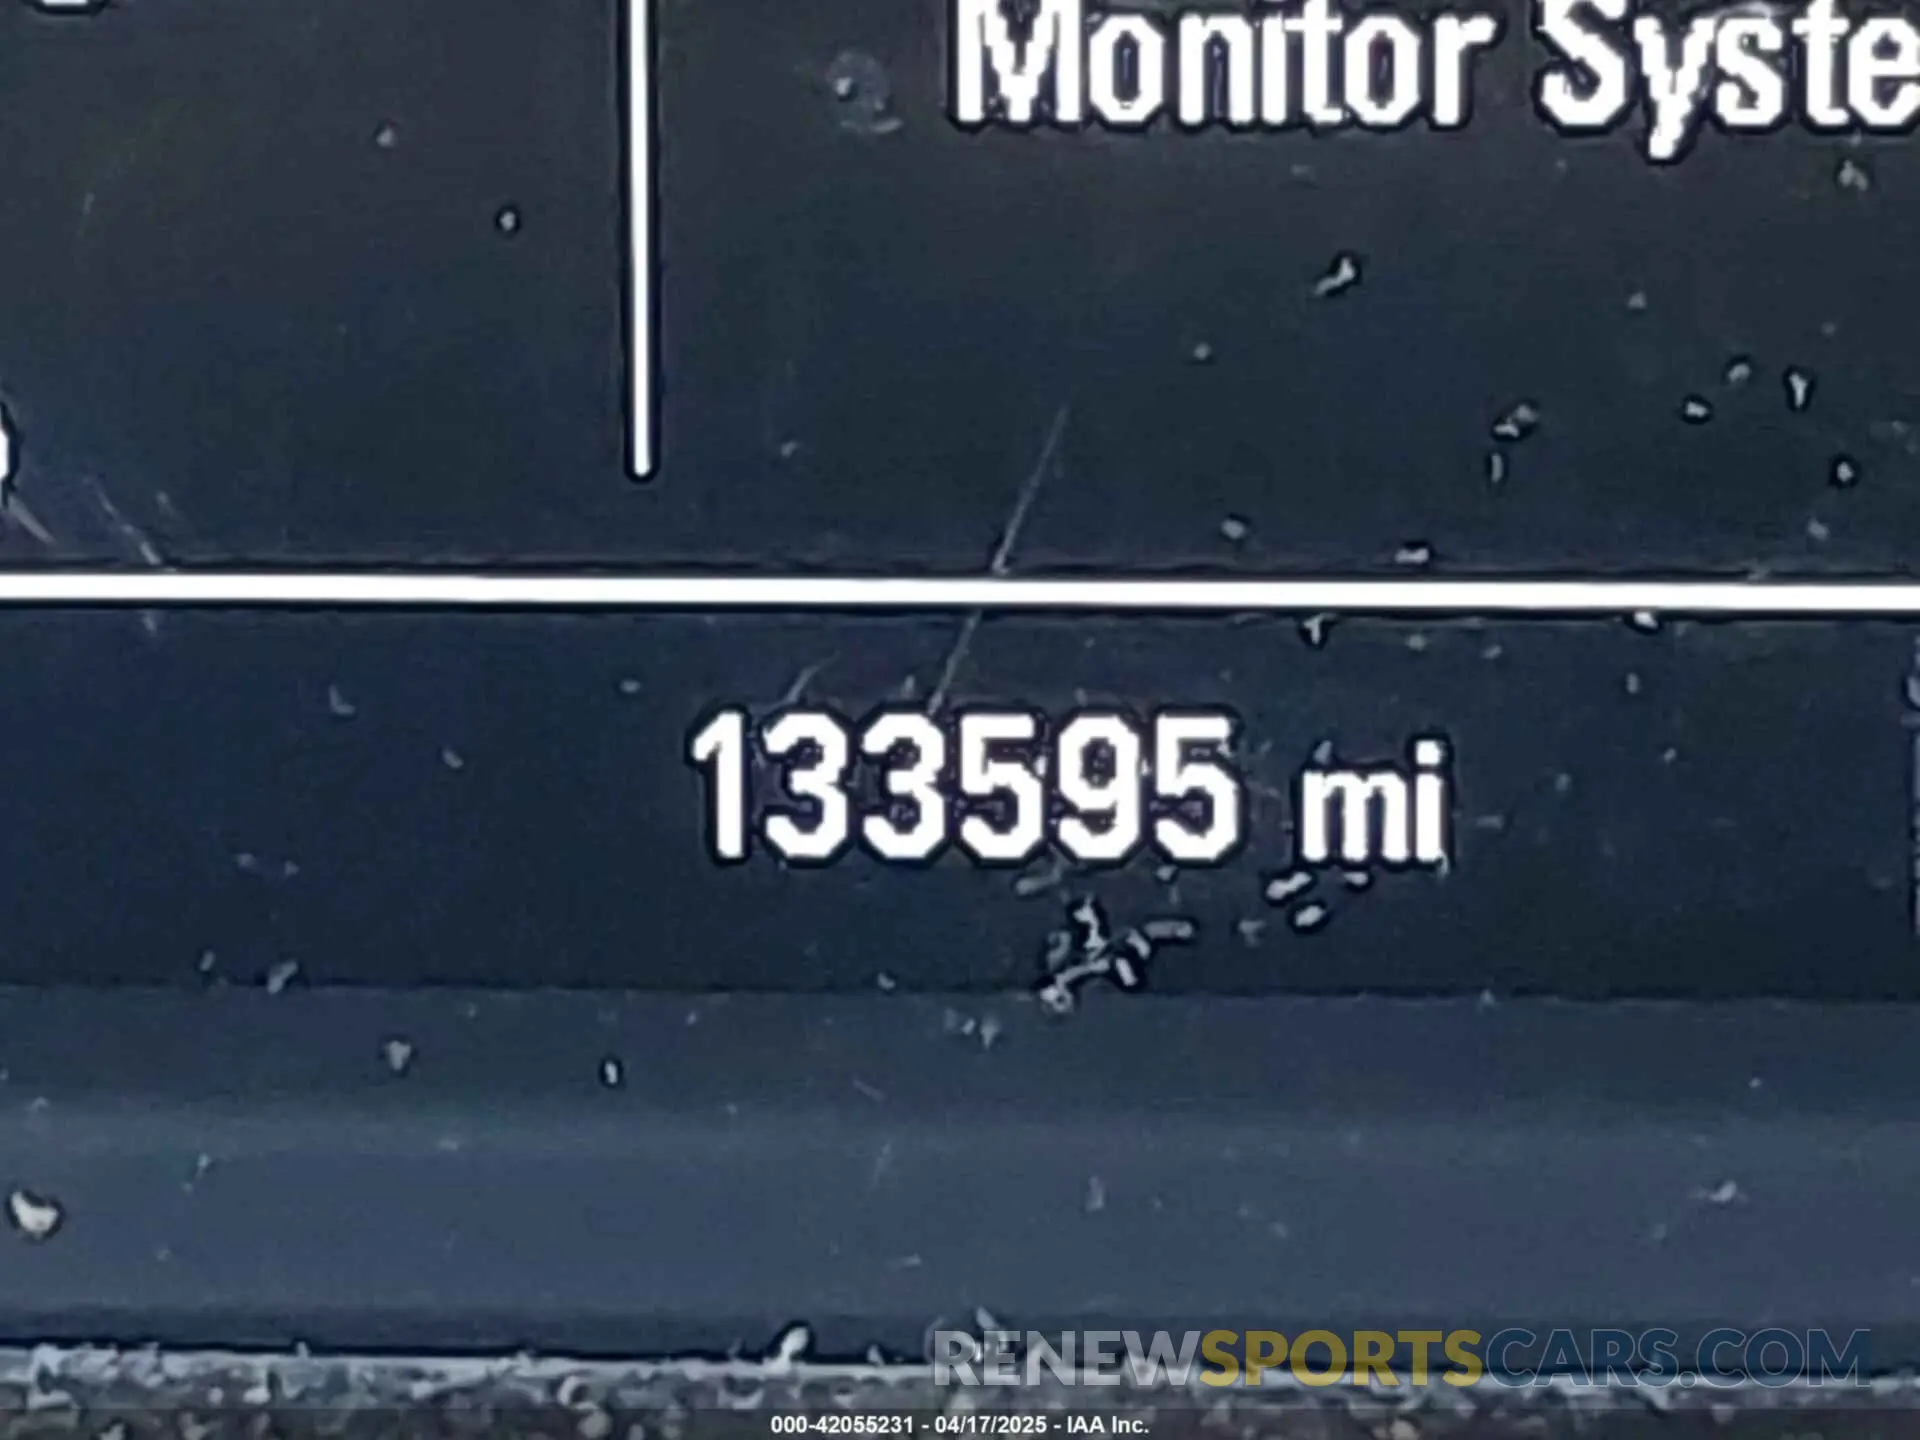 Monitor Syste
133595 mi
RENEWSPORTSCARS.COM
000-42055231 - 04/17/2025 - IAA Inc.